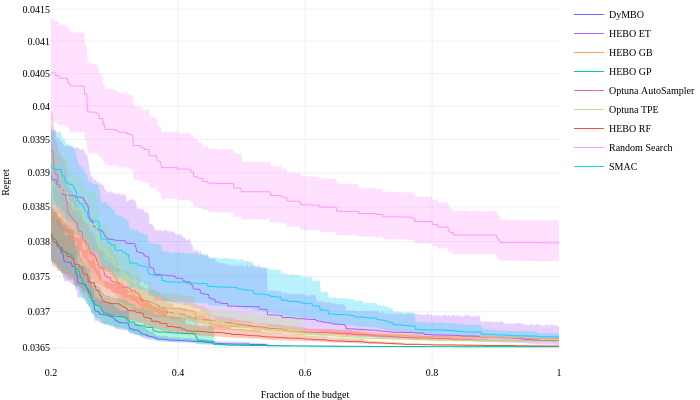 0.0415
0.041
0.0405
0.04
0.0395
0.039
0.0385
0.038
0.0375
0.037
0.0365
Regret
0.2
0.4
0.6
0.8
1
Fraction of the budget
DyMBO
HEBO ET
HEBO GB
HEBO GP
Optuna AutoSampler
Optuna TPE
HEBO RF
Random Search
SMAC